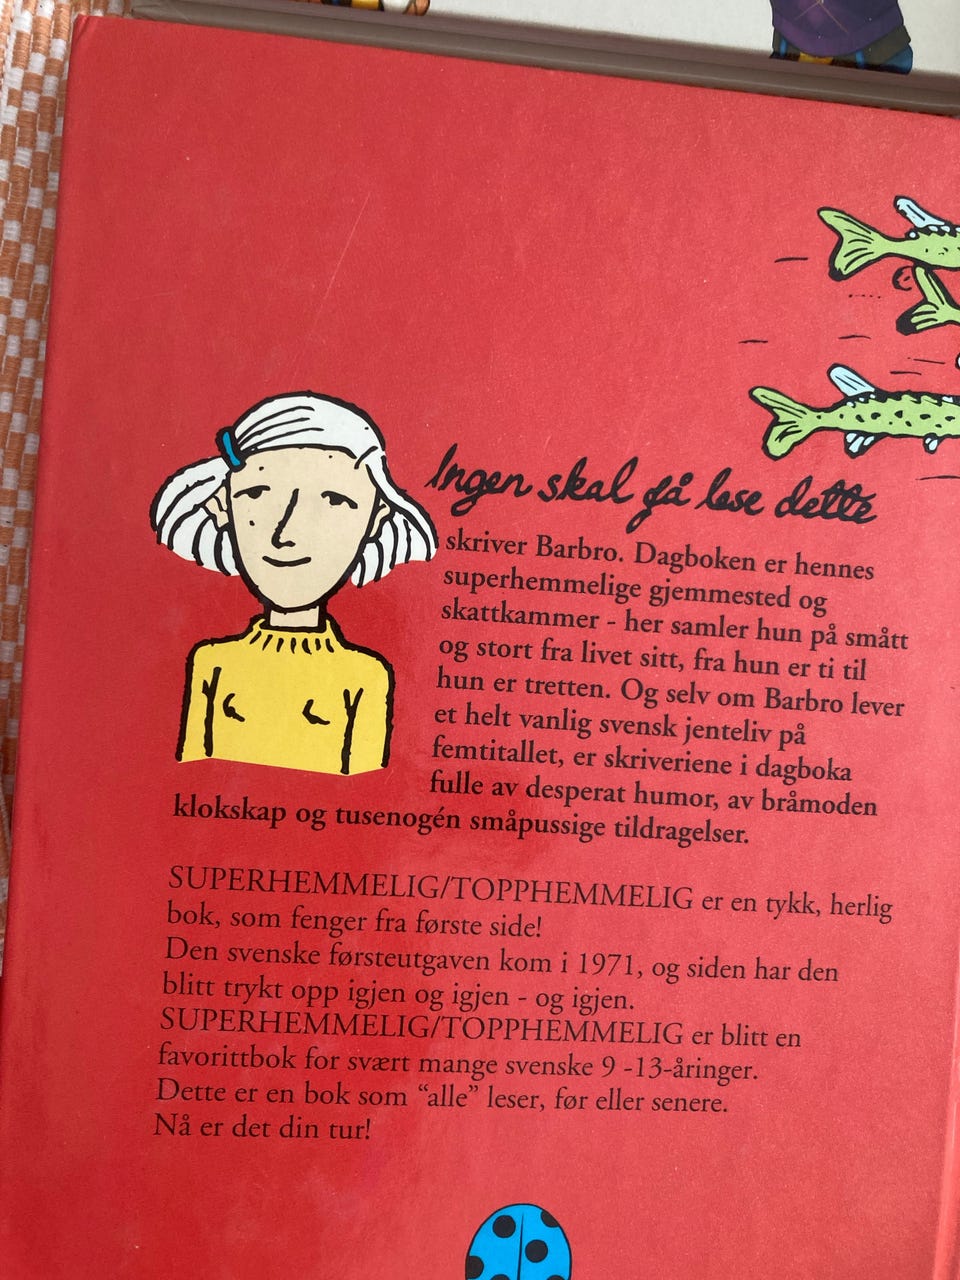 Ingen skal få lese dette
skriver Barbro. Dagboken er hennes
superhemmelige gjemmested og
skattkammer - her samler hun på smått
og stort fra livet sitt, fra hun er ti til
hun er tretten. Og selv om Barbro lever
et helt vanlig svensk jenteliv på
femtitallet, er skriveriene i dagboka
fulle av desperat humor, av bråmoden
klokskap og tusenogén småpussige tildragelser.
SUPERHEMMELIG/TOPPHEMMELIG er en tykk, herlig
bok, som fenger fra første side!
Den svenske førsteutgaven kom i 1971, og siden har den
blitt trykt opp igjen og igjen - og igjen.
SUPERHEMMELIG/TOPPHEMMELIG er blitt en
favorittbok for svært mange svenske 9 -13-åringer.
Dette er en bok som “alle” leser, før eller senere.
Nå er det din tur!